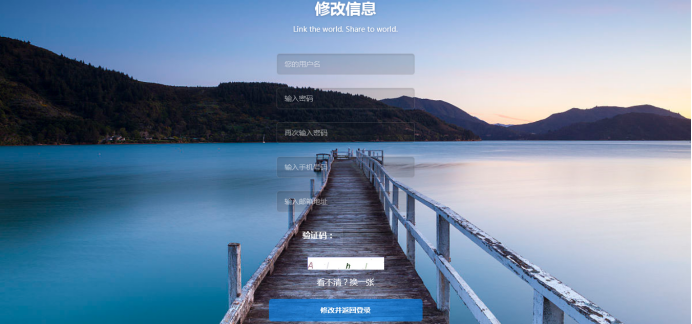 修改信息
Link the world. Share to world.
您的用户名
输入密码
再次输入密码
输入手机号码
输入邮箱地址
验证码：
A h
看不清？换一张
修改并返回登录